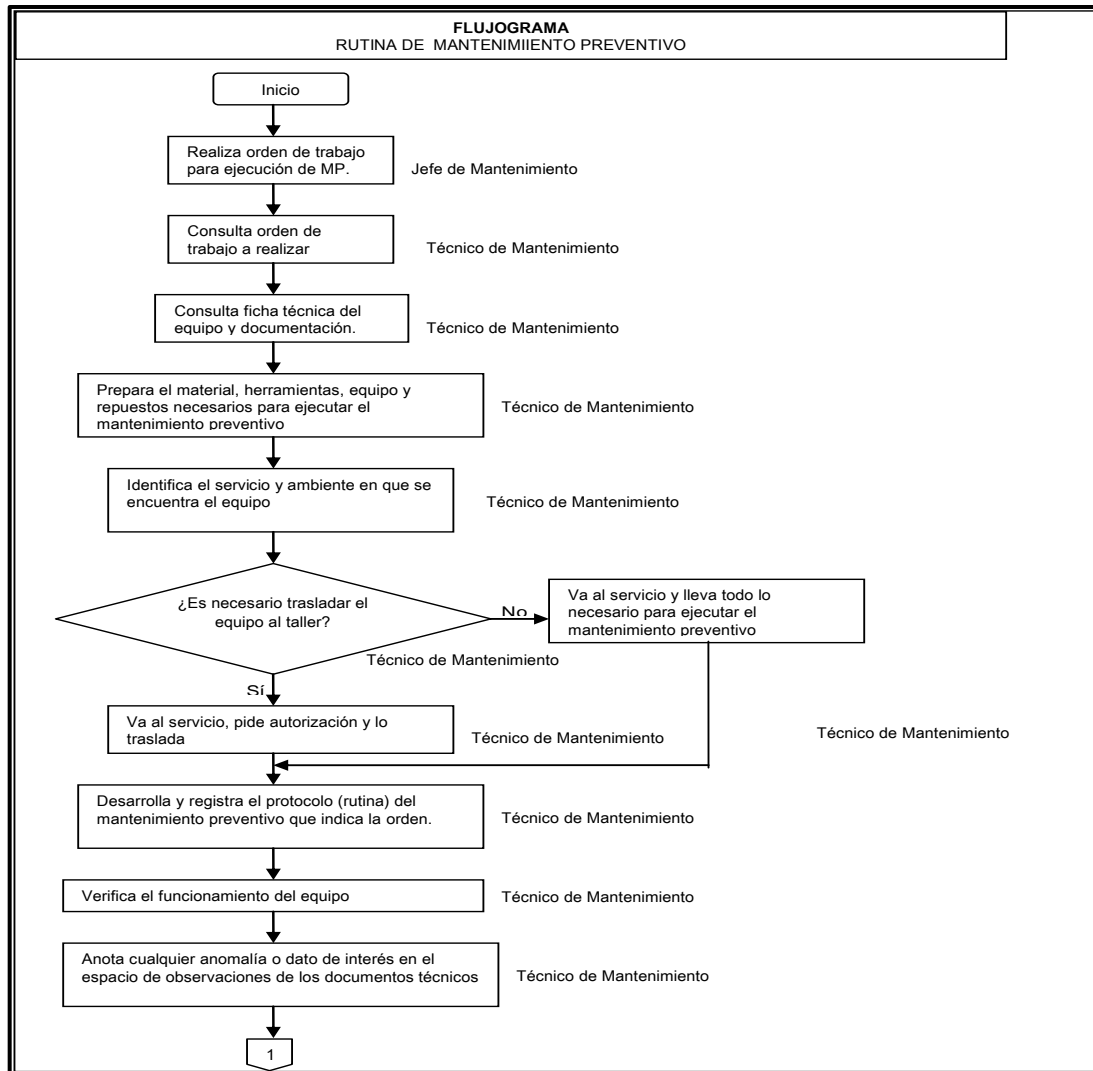 FLUJOGRAMA
RUTINA DE MANTENIMIIENTO PREVENTIVO
Inicio
Realiza orden de trabajo
para ejecución de MP.
Jefe de Mantenimiento
Consulta orden de
trabajo a realizar
Técnico de Mantenimiento
Consulta ficha técnica del
equipo y documentación.
Técnico de Mantenimiento
Prepara el material, herramientas, equipo y
repuestos necesarios para ejecutar el
mantenimiento preventivo
Técnico de Mantenimiento
Identifica el servicio y ambiente en que se
encuentra el equipo
Técnico de Mantenimiento
¿Es necesario trasladar el
equipo al taller?
No
Va al servicio y lleva todo lo
necesario para ejecutar el
mantenimiento preventivo
Técnico de Mantenimiento
Sí
Va al servicio, pide autorización y lo
traslada
Técnico de Mantenimiento
Técnico de Mantenimiento
Desarrolla y registra el protocolo (rutina) del
mantenimiento preventivo que indica la orden.
Técnico de Mantenimiento
Verifica el funcionamiento del equipo
Técnico de Mantenimiento
Anota cualquier anomalía o dato de interés en el
espacio de observaciones de los documentos técnicos
Técnico de Mantenimiento
1